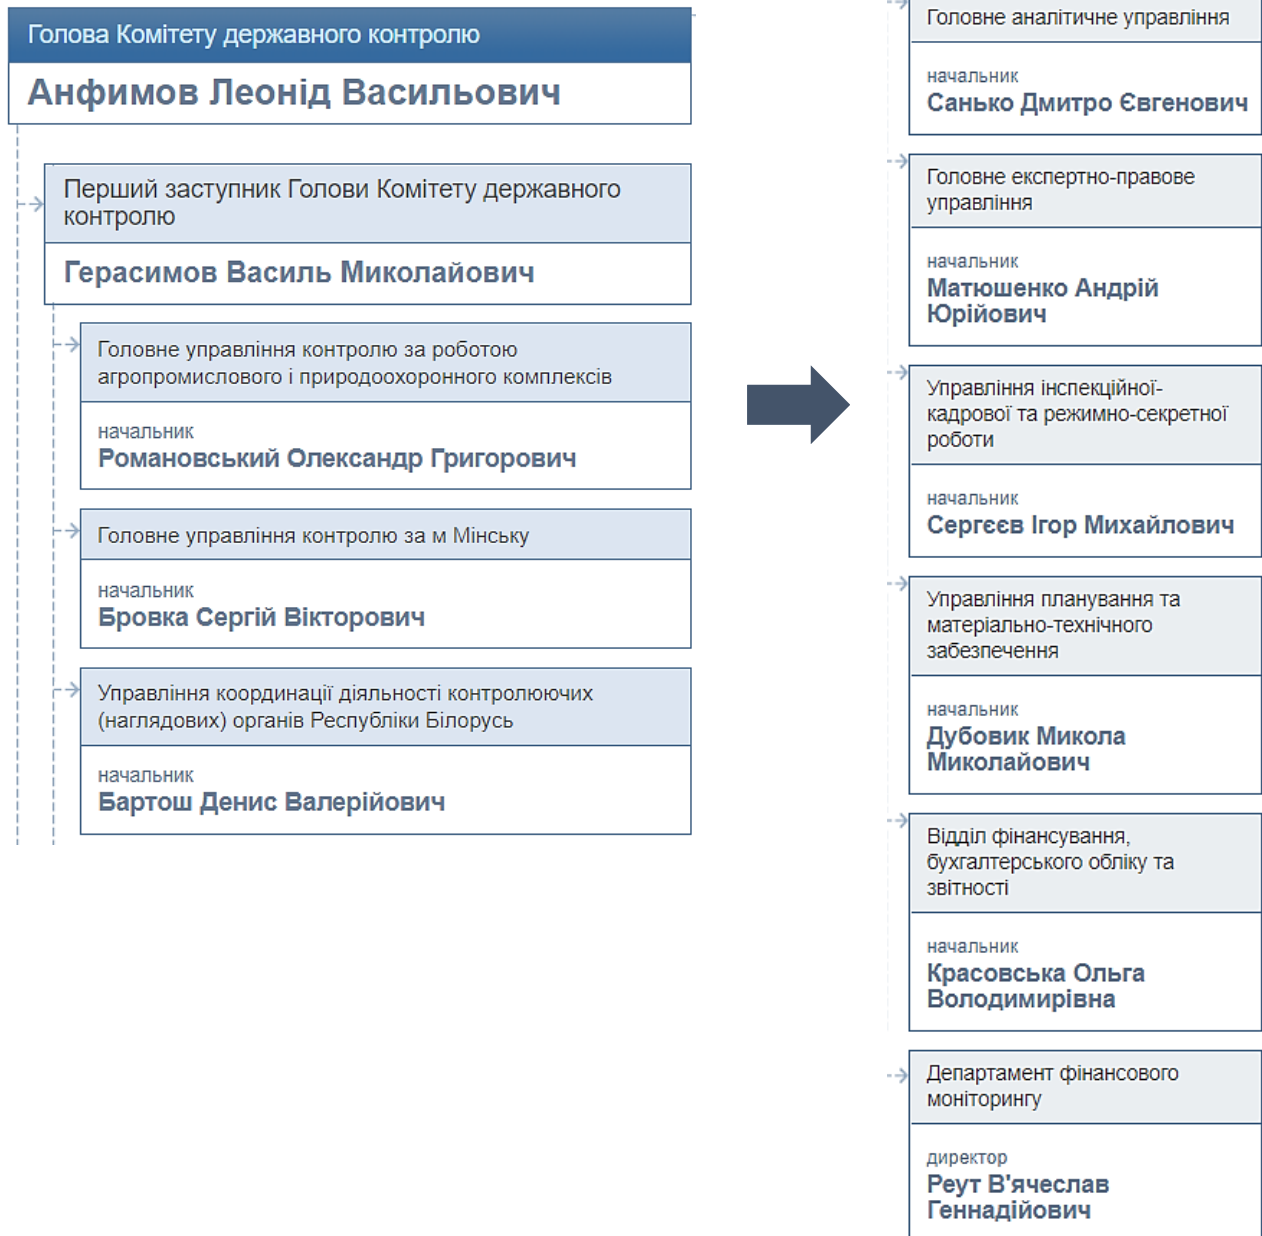 Голова Комітету державного контролю
Анфимов Леонід Васильович
Перший заступник Голови Комітету державного
контролю
Герасимов Василь Миколайович
Головне управління контролю за роботою
агропромислового і природоохоронного комплексів
начальник
Романовський Олександр Григорович
Головне управління контролю за м Мінську
начальник
Бровка Сергій Вікторович
Управління координації діяльності контролюючих
(наглядових) органів Республіки Білорусь
начальник
Бартош Денис Валерійович
Головне аналітичне управління
начальник
Санько Дмитро Євгенович
Головне експертно-правове
управління
начальник
Матюшенко Андрій
Юрійович
Управління інспекційної-
кадрової та режимно-секретної
роботи
начальник
Сергєєв Ігор Михайлович
Управління планування та
матеріально-технічного
забезпечення
начальник
Дубовик Микола
Миколайович
Відділ фінансування,
бухгалтерського обліку та
звітності
начальник
Красовська Ольга
Володимирівна
Департамент фінансового
моніторингу
директор
Реут В'ячеслав
Геннадійович